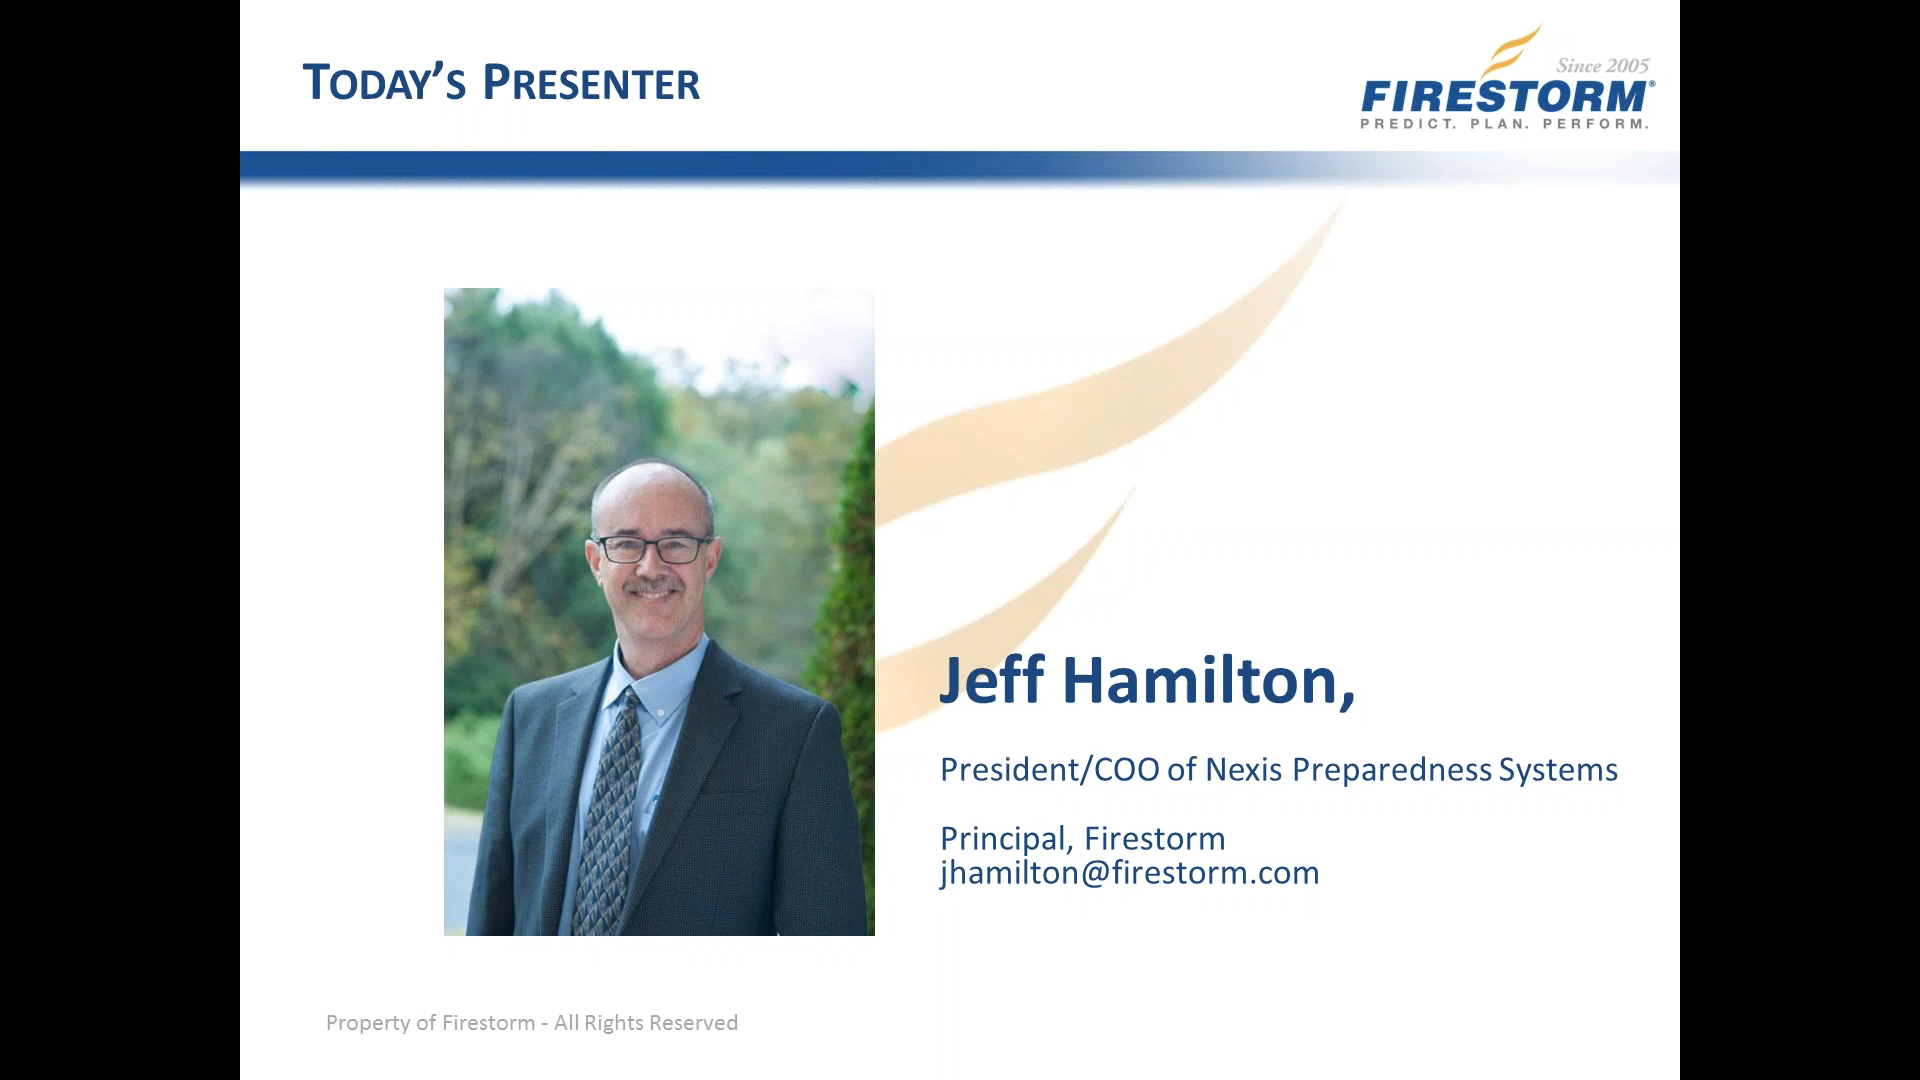 TODAY'S PRESENTER
Since 2005
FIRESTORM®
PREDICT. PLAN. PERFORM.
Jeff Hamilton,
President/COO of Nexis Preparedness Systems
Principal, Firestorm
jhamilton@firestorm.com
Property of Firestorm - All Rights Reserved